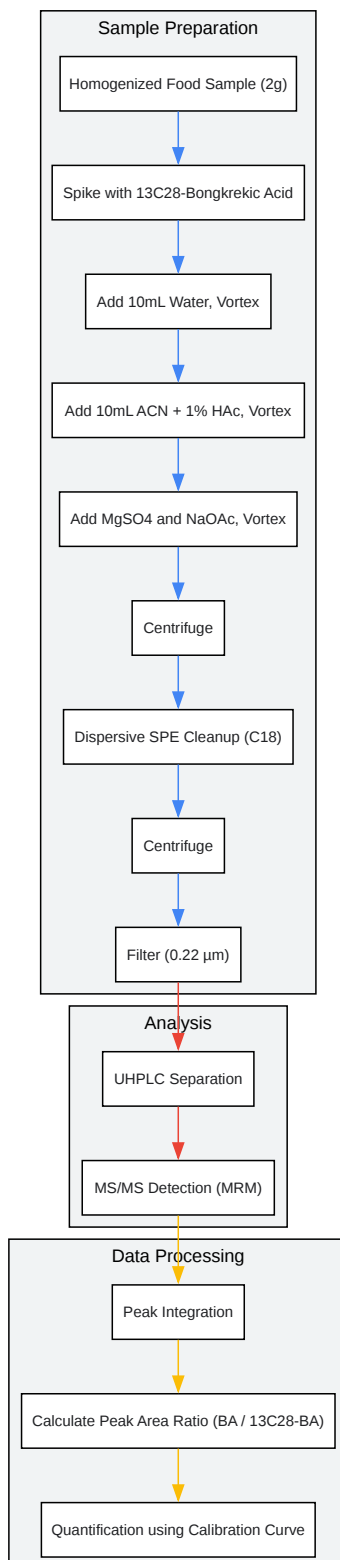 Sample Preparation
Homogenized Food Sample (2g)
Spike with 13C28-Bongkrekic Acid
Add 10mL Water, Vortex
Add 10mL ACN + 1% HAc, Vortex
Add MgSO4 and NaOAc, Vortex
Centrifuge
Dispersive SPE Cleanup (C18)
Centrifuge
Filter (0.22 µm)
Analysis
UHPLC Separation
MS/MS Detection (MRM)
Data Processing
Peak Integration
Calculate Peak Area Ratio (BA / 13C28-BA)
Quantification using Calibration Curve